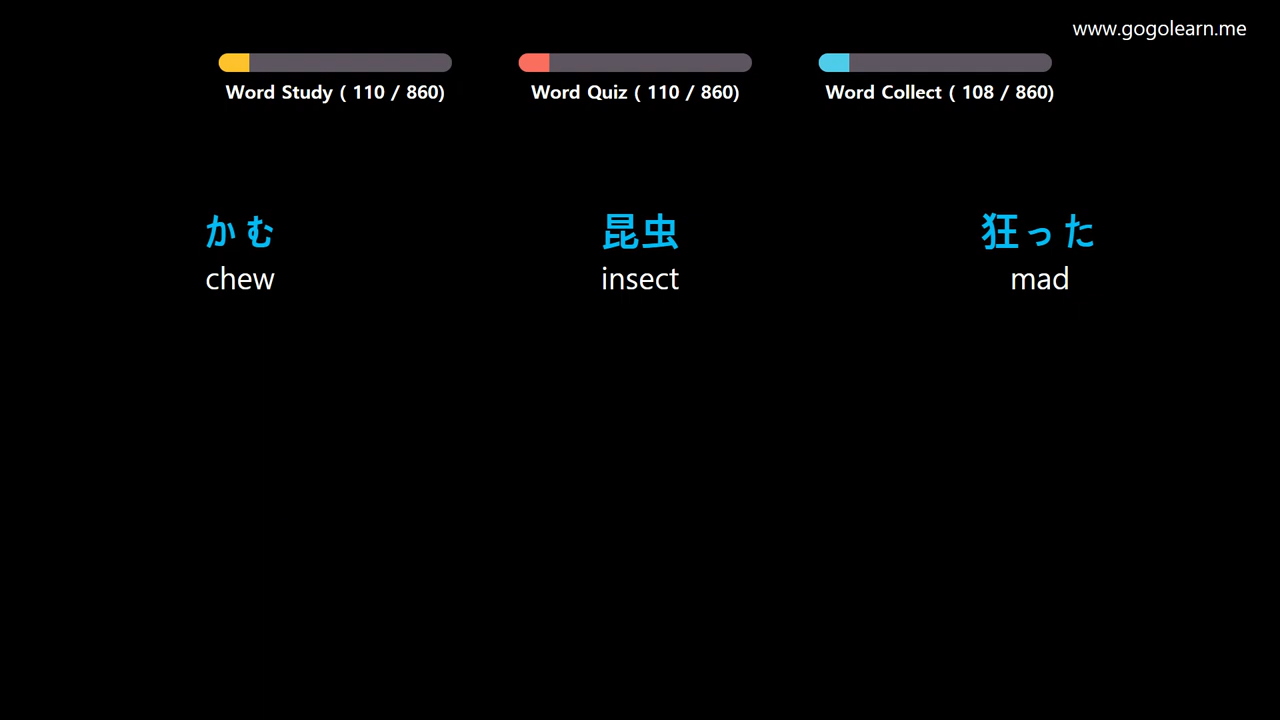 www.gogolearn.me
Word Study ( 110 / 860)
Word Quiz ( 110 / 860)
Word Collect ( 108 / 860)
かむ
chew
昆虫
insect
狂った
mad